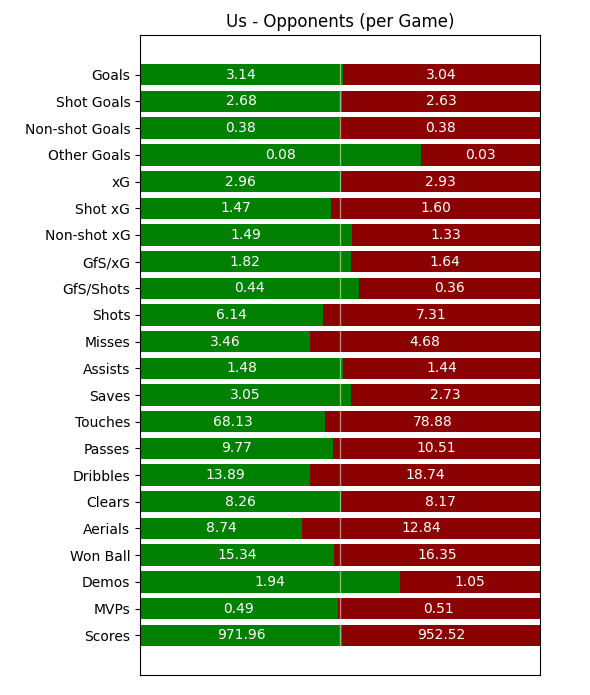 Us - Opponents (per Game)
Goals 3.14 3.04
Shot Goals 2.68 2.63
Non-shot Goals 0.38 0.38
Other Goals 0.08 0.03
xG 2.96 2.93
Shot xG 1.47 1.60
Non-shot xG 1.49 1.33
GfS/xG 1.82 1.64
GfS/Shots 0.44 0.36
Shots 6.14 7.31
Misses 3.46 4.68
Assists 1.48 1.44
Saves 3.05 2.73
Touches 68.13 78.88
Passes 9.77 10.51
Dribbles 13.89 18.74
Clears 8.26 8.17
Aerials 8.74 12.84
Won Ball 15.34 16.35
Demos 1.94 1.05
MVPs 0.49 0.51
Scores 971.96 952.52